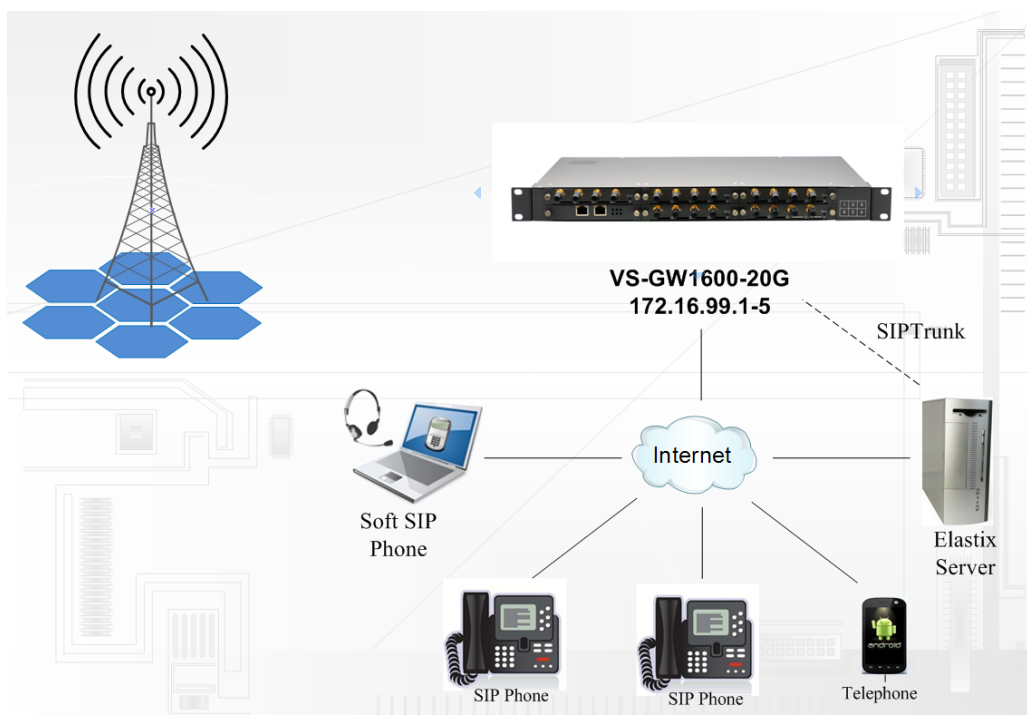 VS-GW1600-20G
172.16.99.1-5
SIPTrunk
Internet
Soft SIP
Phone
Elastix
Server
SIP Phone
SIP Phone
android
Telephone